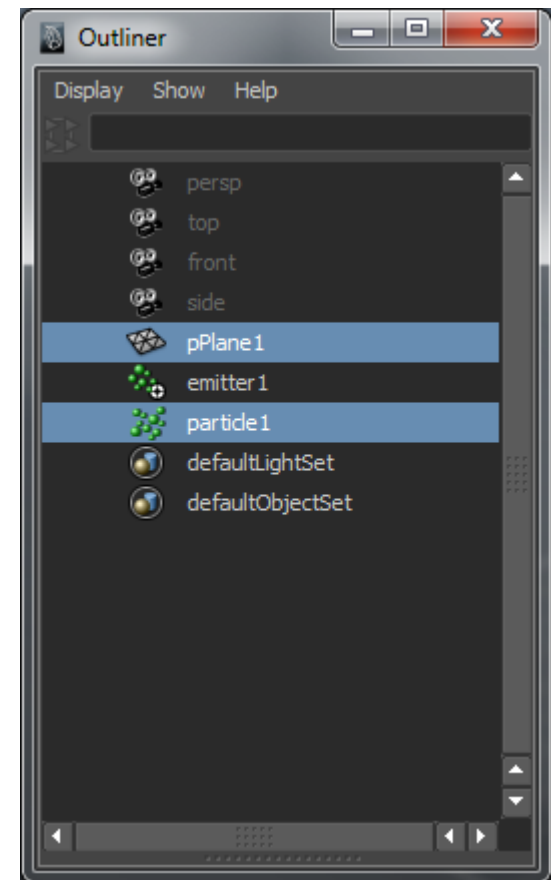 Outliner
Display Show Help
persp
top
front
side
pPlane1
emitter1
particle1
defaultLightSet
defaultObjectSet